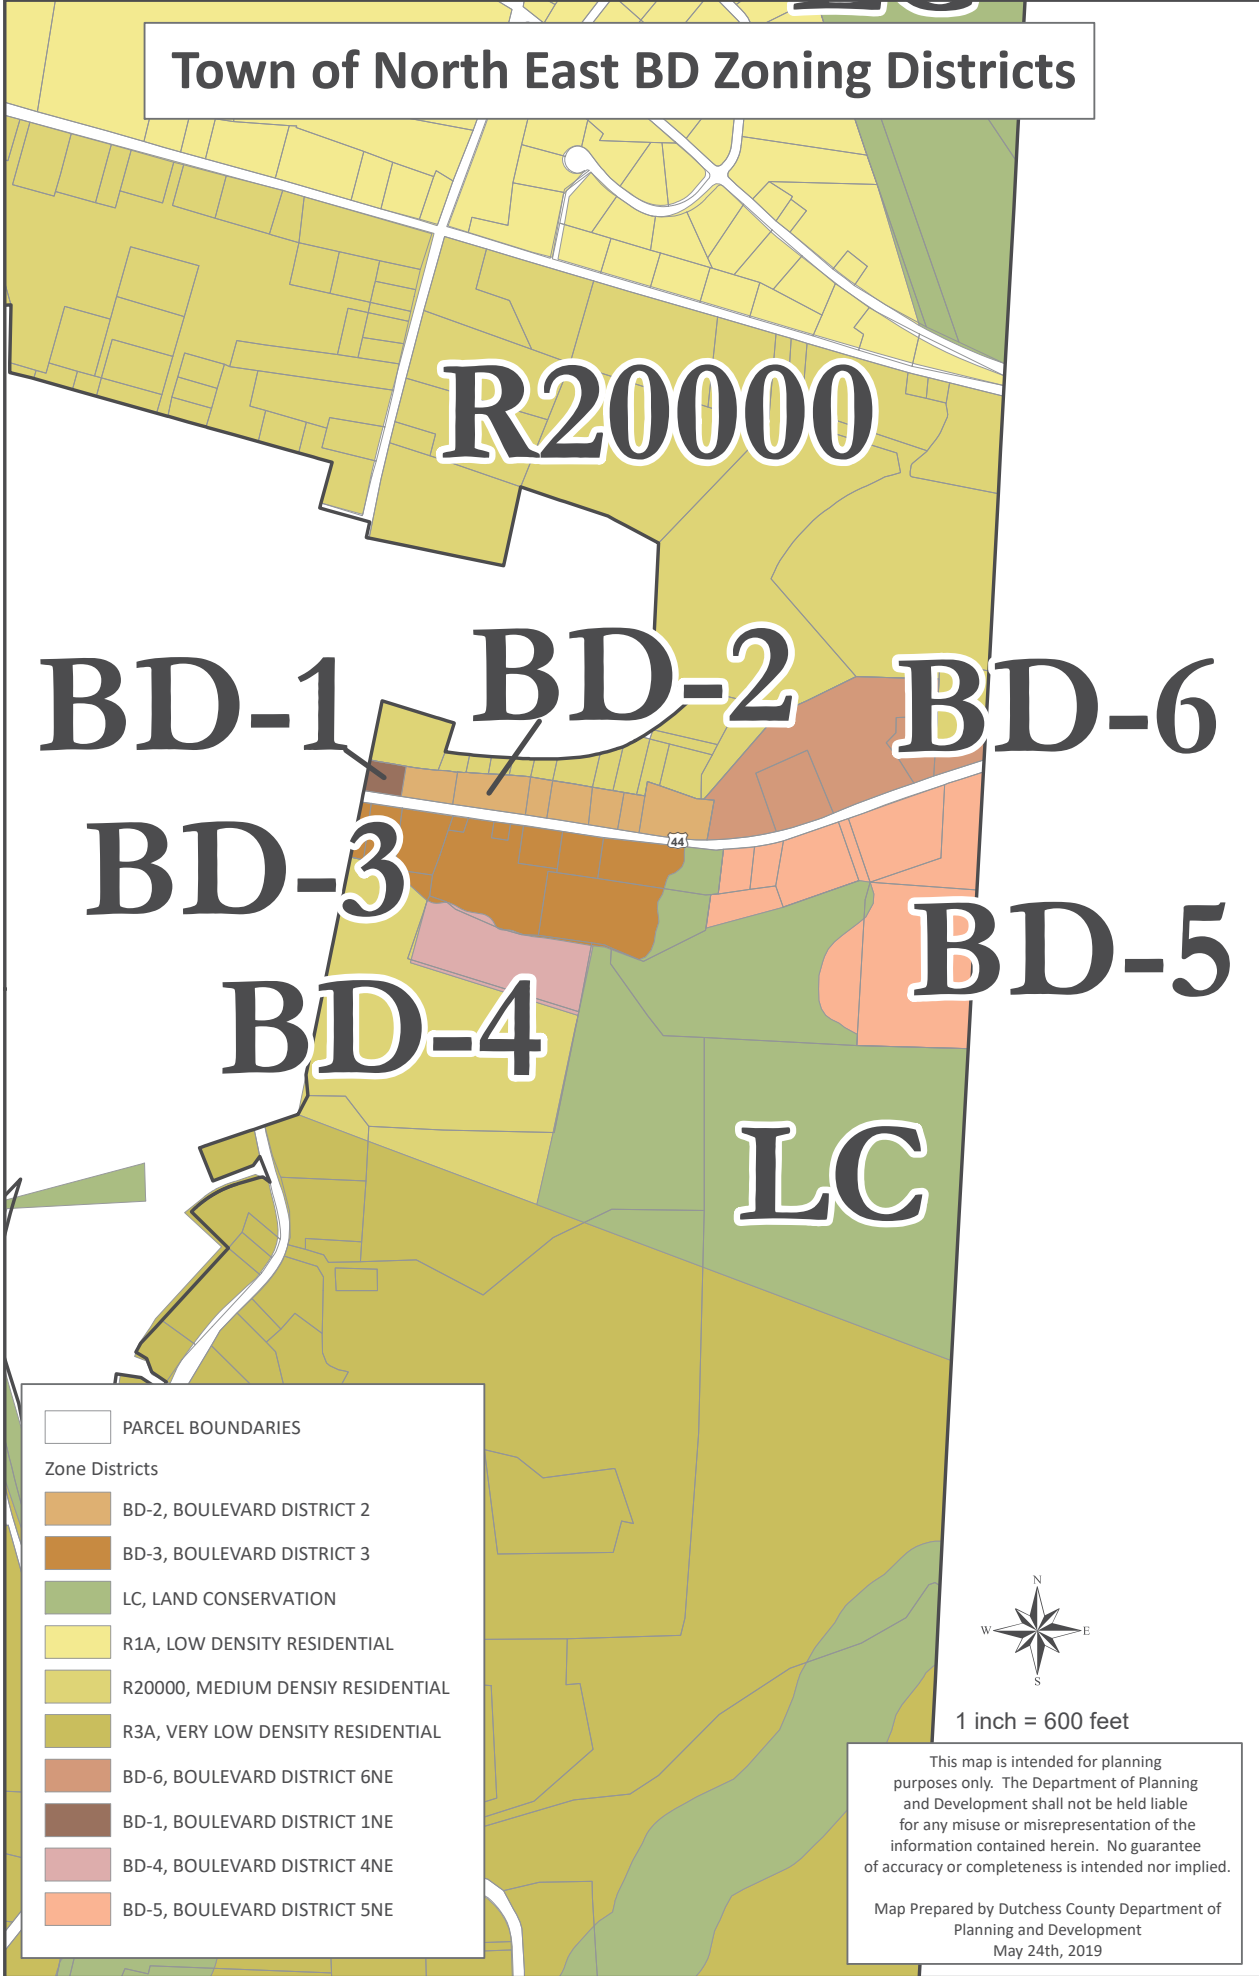 LC
Town of North East BD Zoning Districts
R20000
BD-1
BD-2
BD-6
44
BD-3
BD-5
BD-4
LC
PARCEL BOUNDARIES
Zone Districts
BD-2, BOULEVARD DISTRICT 2
BD-3, BOULEVARD DISTRICT 3
LC, LAND CONSERVATION
R1A, LOW DENSITY RESIDENTIAL
R20000, MEDIUM DENSIY RESIDENTIAL
R3A, VERY LOW DENSITY RESIDENTIAL
BD-6, BOULEVARD DISTRICT 6NE
BD-1, BOULEVARD DISTRICT 1NE
BD-4, BOULEVARD DISTRICT 4NE
BD-5, BOULEVARD DISTRICT 5NE
N
W
E
S
1 inch = 600 feet
This map is intended for planning
purposes only. The Department of Planning
and Development shall not be held liable
for any misuse or misrepresentation of the
information contained herein. No guarantee
of accuracy or completeness is intended nor implied.
Map Prepared by Dutchess County Department of
Planning and Development
May 24th, 2019